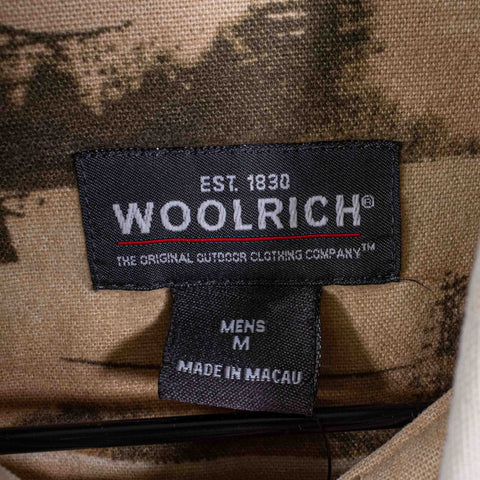 EST. 1830
WOOLRICH®
THE ORIGINAL OUTDOOR CLOTHING COMPANY™
MENS
M
MADE IN MACAU